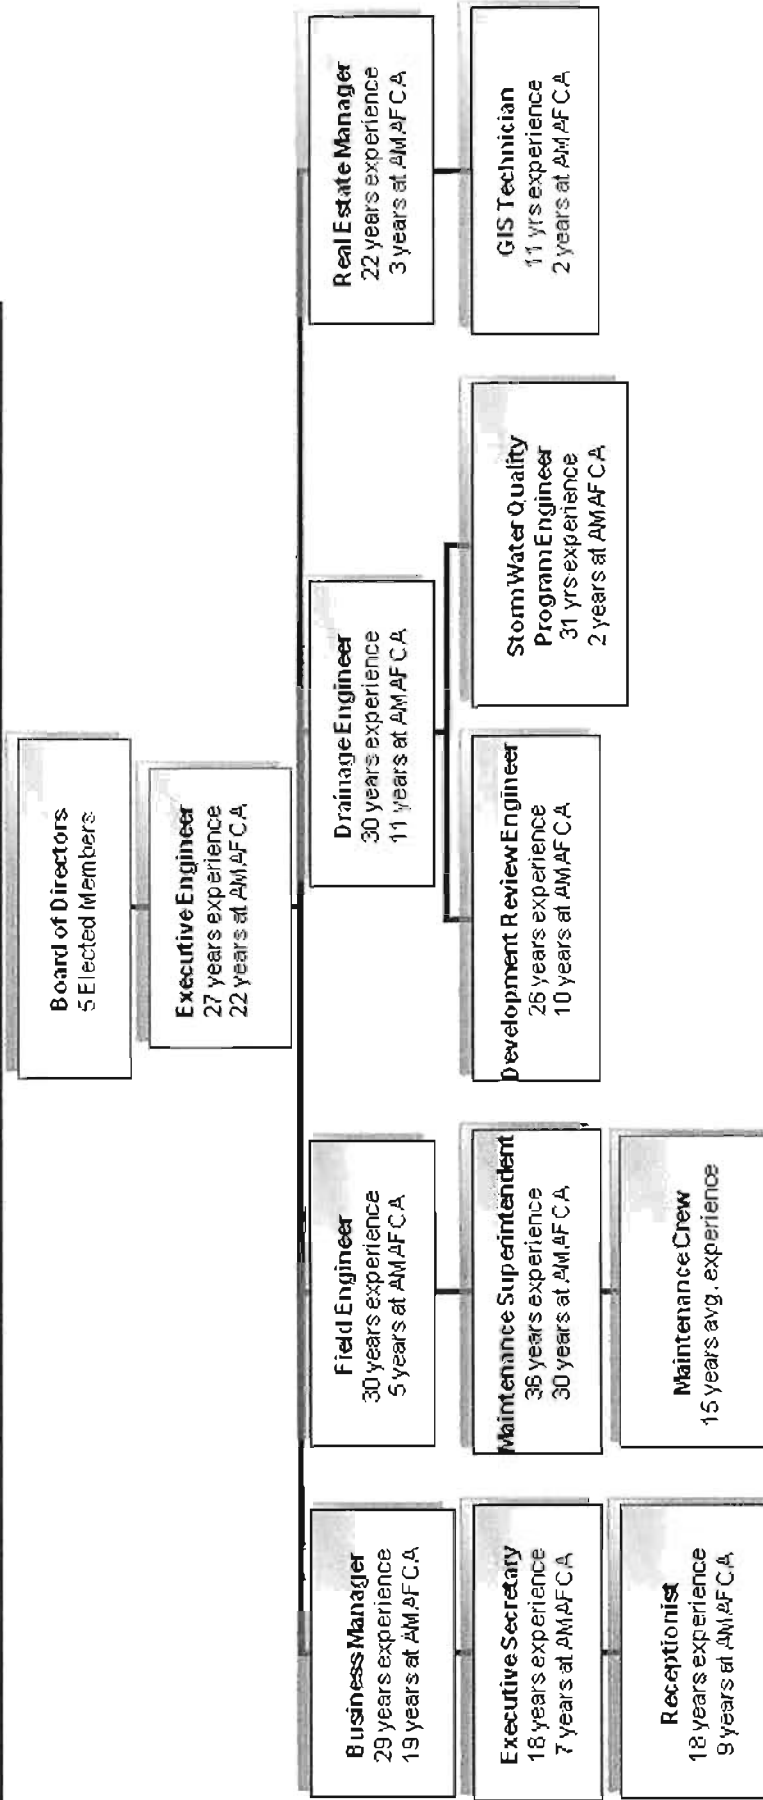 Board of Directors
5 Elected Members
Executive Engineer
27 years experience
22 years at AMAFCA
Business Manager
29 years experience
19 years at AMAFCA
Field Engineer
30 years experience
5 years at AMAFCA
Drainage Engineer
30 years experience
11 years at AMAFCA
Real Estate Manager
22 years experience
3 years at AMAFCA
Executive Secretary
18 years experience
7 years at AMAFCA
Maintenance Superintendent
36 years experience
30 years at AMAFCA
Development Review Engineer
26 years experience
10 years at AMAFCA
Storm Water Quality
Program Engineer
31 yrs experience
2 years at AMAFCA
GIS Technician
11 yrs experience
2 years at AMAFCA
Receptionist
18 years experience
9 years at AMAFCA
Maintenance Crew
15 years avg. experience